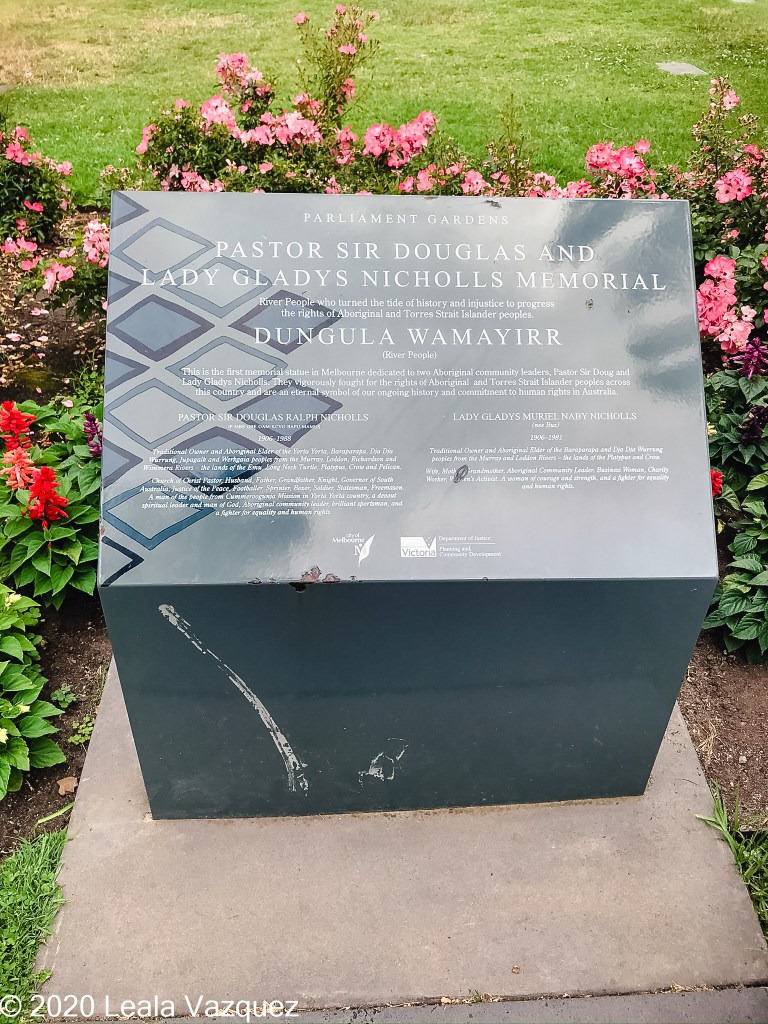 PARLIAMENT GARDENS
PASTOR SIR DOUGLAS AND
LADY GLADYS NICHOLLS MEMORIAL
River People who turned the tide of history and injustice to progress
the rights of Aboriginal and Torres Strait Islander peoples.
DUNGULA WAMAYIRR
(River People)
This is the first memorial statue in Melbourne dedicated to two Aboriginal community leaders, Pastor Sir Doug and
Lady Gladys Nicholls. They vigorously fought for the rights of Aboriginal and Torres Strait Islander peoples across
this country and are an eternal symbol of our ongoing history and commitment to human rights in Australia.
PASTOR SIR DOUGLAS RALPH NICHOLLS
1906-1988
Traditional Owner and Aboriginal Elder of the Yorta Yorta, Baraparapa, Dja Dja
Wurrung, Jupagalk and Wergaia peoples from the Murray, Loddon, Richardson and
Wimmera Rivers - the lands of the Emu, Long Neck Turtle, Platypus, Crow and Pelican.
Church of Christ Pastor, Husband, Father, Grandfather, Knight, Governor of South
Australia, Justice of the Peace, Footballer, Sprinter, Boxer, Soldier, Statesman, Freemason.
A man of the people from Cummeroogunja Mission in Yorta Yorta country, a devout
spiritual leader and man of God, Aboriginal community leader, brilliant sportsman, and
a fighter for equality and human rights.
LADY GLADYS MURIEL NABY NICHOLLS
(nee Bux)
1906-1981
Traditional Owner and Aboriginal Elder of the Baraparapa and Dja Dja Wurrung
peoples from the Murray and Loddon Rivers - the lands of the Platypus and Crow.
Wife, Mother, Grandmother, Aboriginal Community Leader, Business Woman, Charity
Worker, Women's Activist. A woman of courage and strength, and a fighter for equality
and human rights.
city of
Melbourne
Victoria
Department of Justice
Planning and
Community Development
© 2020 Leala Vazquez